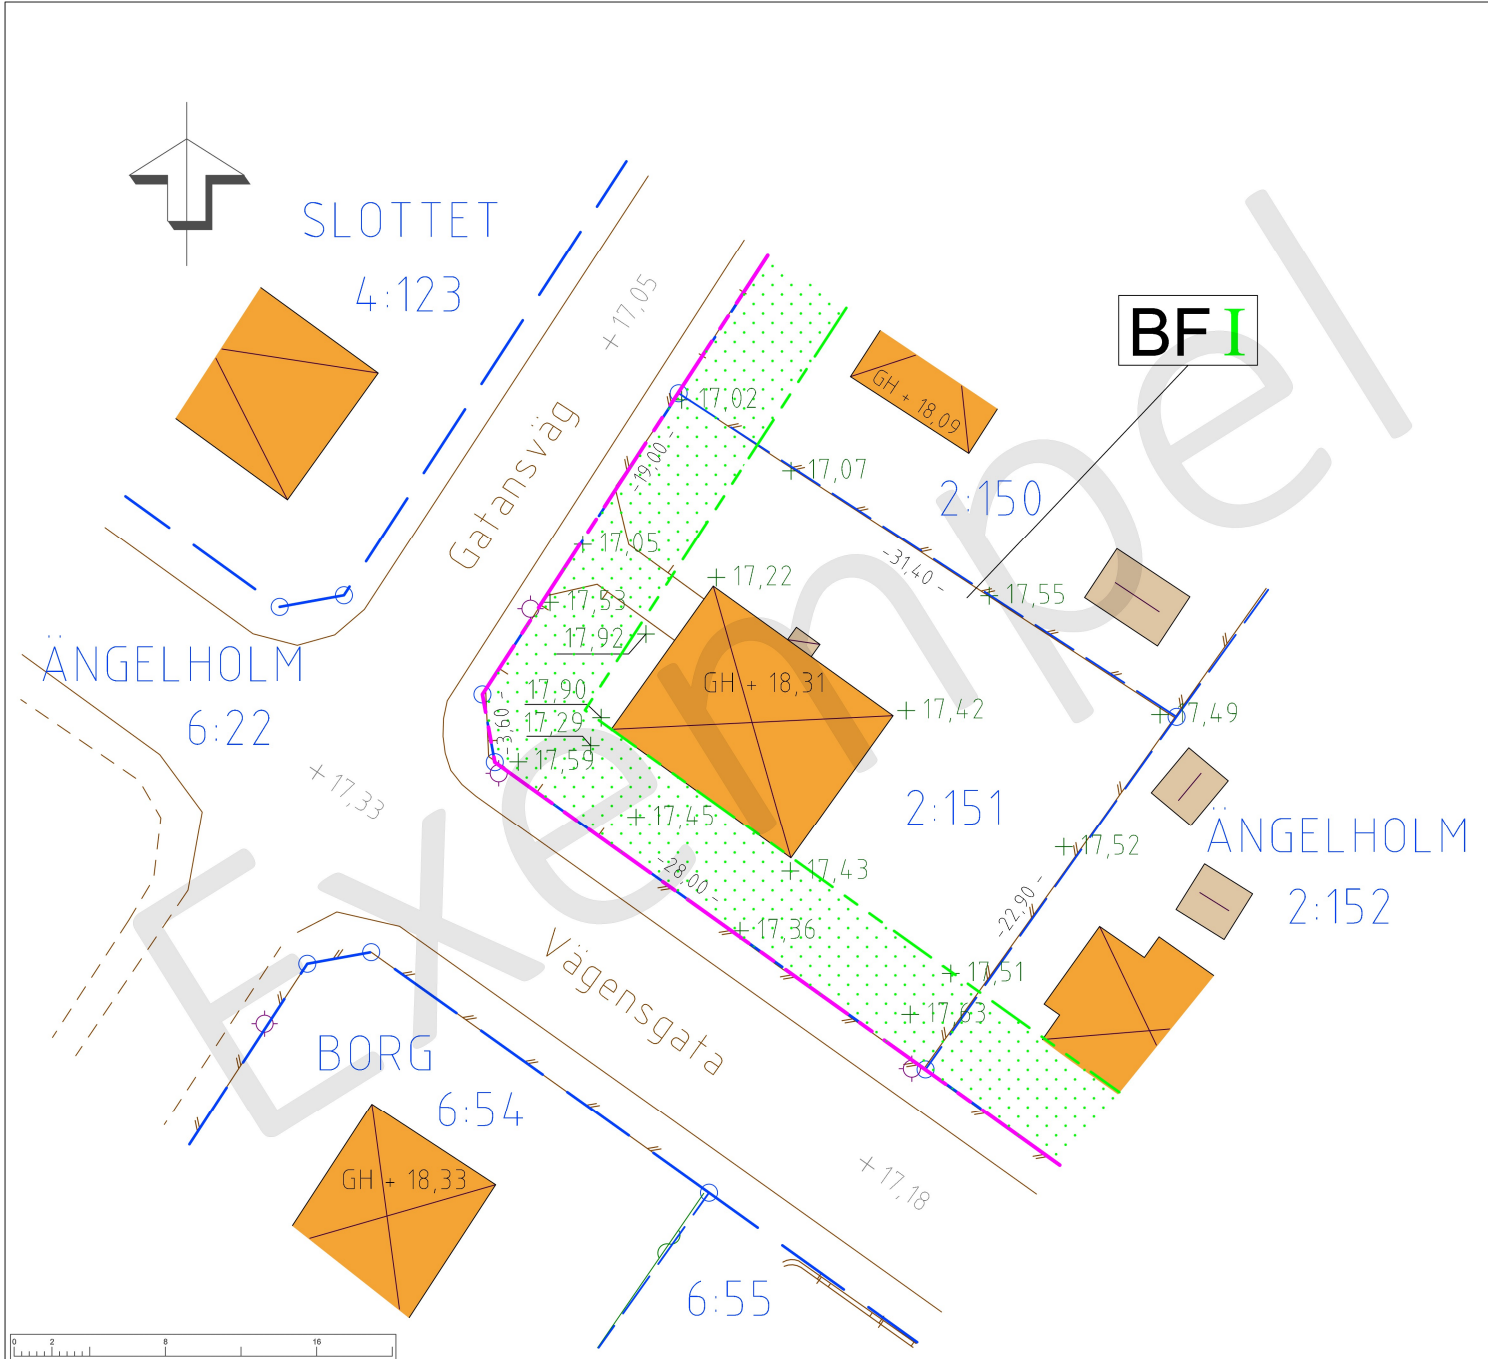 SLOTTET
4:123
+ 17,05
Gatansväg
BF I
GH + 18,09
+ 17,02
-19,00 -
+ 17,07
2:150
-31,40 -
+ 17,05
+ 17,22
+ 17,55
+ 17,53
17,92
ÄNGELHOLM
6:22
17,90
17,29
-3,60 -
+ 17,59
GH + 18,31
+ 17,42
+ 17,49
+ 17,33
+ 17,45
2:151
ÄNGELHOLM
2:152
+ 17,52
-28,00 -
+ 17,43
-22,90 -
+ 17,36
+ 17,51
+ 17,63
Vägensgata
BORG
6:54
GH + 18,33
+ 17,18
6:55
Exempel
0 2 8 16